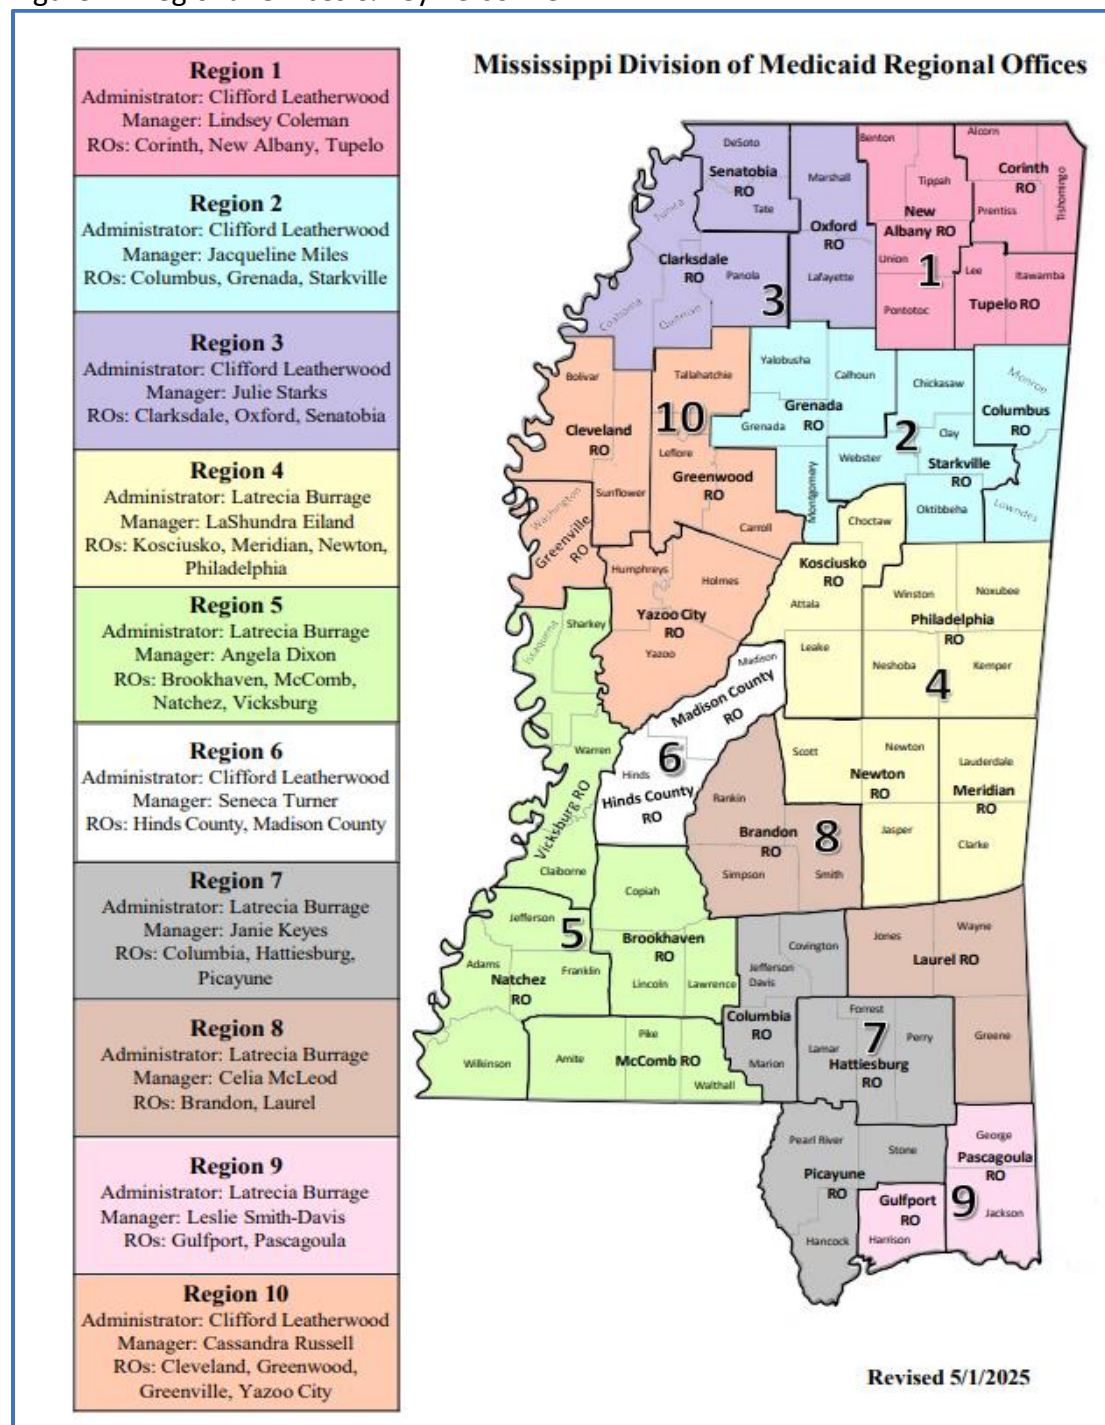 Mississippi Division of Medicaid Regional Offices
Region 1
Administrator: Clifford Leatherwood
Manager: Lindsey Coleman
ROs: Corinth, New Albany, Tupelo
Region 2
Administrator: Clifford Leatherwood
Manager: Jacqueline Miles
ROs: Columbus, Grenada, Starkville
Region 3
Administrator: Clifford Leatherwood
Manager: Julie Starks
ROs: Clarksdale, Oxford, Senatobia
Region 4
Administrator: Latrecia Burrage
Manager: LaShundra Eiland
ROs: Kosciusko, Meridian, Newton,
Philadelphia
Region 5
Administrator: Latrecia Burrage
Manager: Angela Dixon
ROs: Brookhaven, McComb,
Natchez, Vicksburg
Region 6
Administrator: Clifford Leatherwood
Manager: Seneca Turner
ROs: Hinds County, Madison County
Region 7
Administrator: Latrecia Burrage
Manager: Janie Keyes
ROs: Columbia, Hattiesburg,
Picayune
Region 8
Administrator: Latrecia Burrage
Manager: Celia McLeod
ROs: Brandon, Laurel
Region 9
Administrator: Latrecia Burrage
Manager: Leslie Smith-Davis
ROs: Gulfport, Pascagoula
Region 10
Administrator: Clifford Leatherwood
Manager: Cassandra Russell
ROs: Cleveland, Greenwood,
Greenville, Yazoo City
DeSoto
Senatobia
RO
Tate
Tunica
Clarksdale
RO
Panola
Coahoma
Quitman
3
Marshall
Oxford
RO
Lafayette
Benton
Tippah
New
Albany RO
Union
1
Pontotoc
Alcorn
Corinth
RO
Tishomingo
Prentiss
Lee
Itawamba
Tupelo RO
Bolivar
Cleveland
RO
Sunflower
Tallahatchie
10
Leflore
Greenwood
RO
Carroll
Washington
Greenville
RO
Humphreys
Holmes
Yazoo City
RO
Yazoo
Yalobusha
Calhoun
Grenada
RO
Grenada
Montgomery
Chickasaw
2
Clay
Webster
Starkville
RO
Oktibbeha
Monroe
Columbus
RO
Lowndes
Choctaw
Kosciusko
RO
Attala
Leake
Winston
Noxubee
Philadelphia
RO
Neshoba
Kemper
4
Scott
Newton
Newton
RO
Jasper
Lauderdale
Meridian
RO
Clarke
Issaquena
Sharkey
Warren
Vicksburg RO
Claiborne
Madison
Madison County
RO
6
Hinds
Hinds County
RO
Rankin
Brandon
RO
8
Simpson
Smith
Jefferson
5
Adams
Franklin
Natchez
RO
Wilkinson
Copiah
Brookhaven
RO
Lincoln
Lawrence
Amite
Pike
McComb RO
Walthall
Covington
Jefferson
Davis
Columbia
RO
Marion
Forrest
7
Perry
Lamar
Hattiesburg
RO
Jones
Wayne
Laurel RO
Greene
Pearl River
Stone
Picayune
RO
Hancock
George
Pascagoula
RO
9
Jackson
Gulfport
RO
Harrison
Revised 5/1/2025